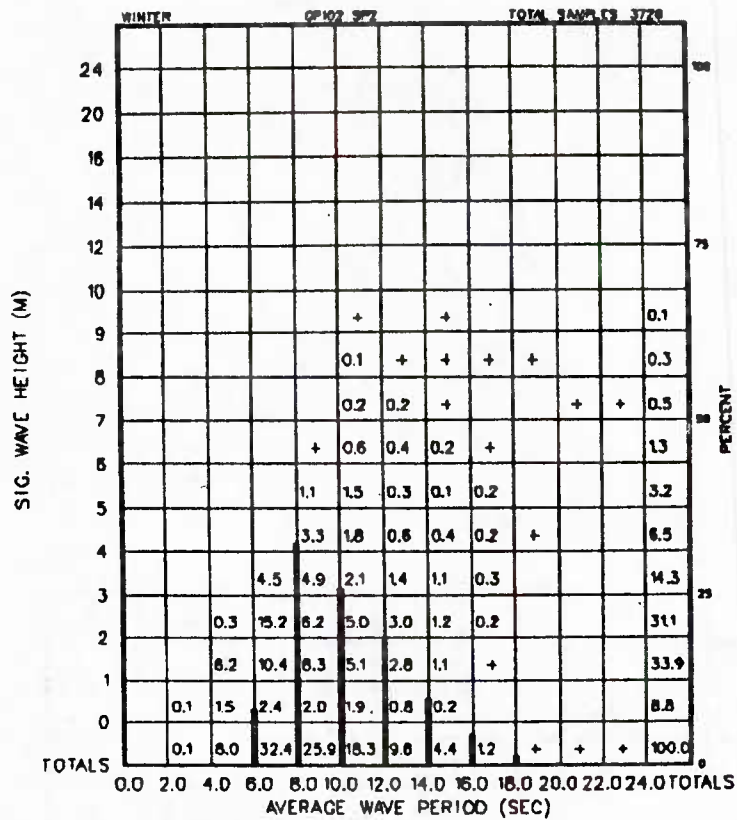 WINTER TOTAL SAMPLES 3728
24 100
20
16
14
12 75
10
+ + 0.1
9
0.1 + + + + 0.3
8
0.2 0.2 + + + 0.5
7 50
+ 0.6 0.4 0.2 + 1.3
6
1.1 1.5 0.3 0.1 0.2 3.2
5
3.3 1.8 0.6 0.4 0.2 + 6.5
4
4.5 4.9 2.1 1.4 1.1 0.3 14.3
3 25
0.3 15.2 6.2 5.0 3.0 1.2 0.2 31.1
2
6.2 10.4 8.3 5.1 2.8 1.1 + 33.9
1
0.1 1.5 2.4 2.0 1.9 0.8 0.2 8.8
0
0.1 8.0 32.4 25.9 18.3 9.6 4.4 1.2 + + + 100.0
TOTALS 0
0.0 2.0 4.0 6.0 8.0 10.0 12.0 14.0 16.0 18.0 20.0 22.0 24.0 TOTALS
AVERAGE WAVE PERIOD (SEC)
SIG. WAVE HEIGHT (M)
PERCENT